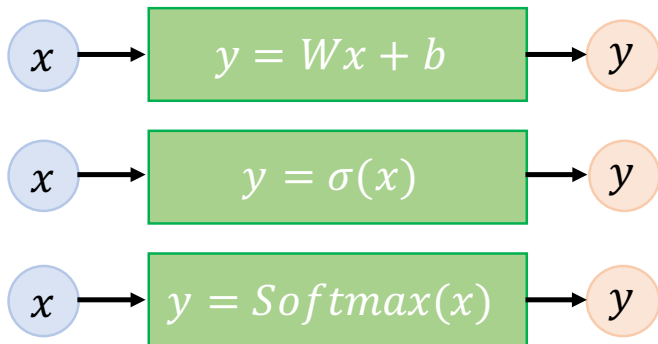 x y = Wx + b y
x y = σ(x) y
x y = Softmax(x) y